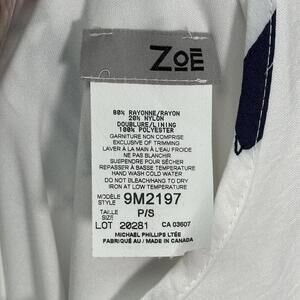 ZOĒ
80% RAYONNE/RAYON
20% NYLON
DOUBLURE/LINING
100% POLYESTER
GARNITURE NON COMPRISE
EXCLUSIVE OF TRIMMING
LAVER À LA MAIN À L'EAU FROIDE
NE PAS BLANCHIR
SUSPENDRE POUR SÉCHER
REPASSER À BASSE TEMPÉRATURE
HAND WASH COLD WATER
DO NOT BLEACH/HANG TO DRY
IRON AT LOW TEMPERATURE
MODÈLE STYLE 9M2197
TAILLE SIZE P/S
LOT 20281 CA 03607
MICHAEL PHILLIPS LTÉE
FABRIQUÉ AU / MADE IN CANADA